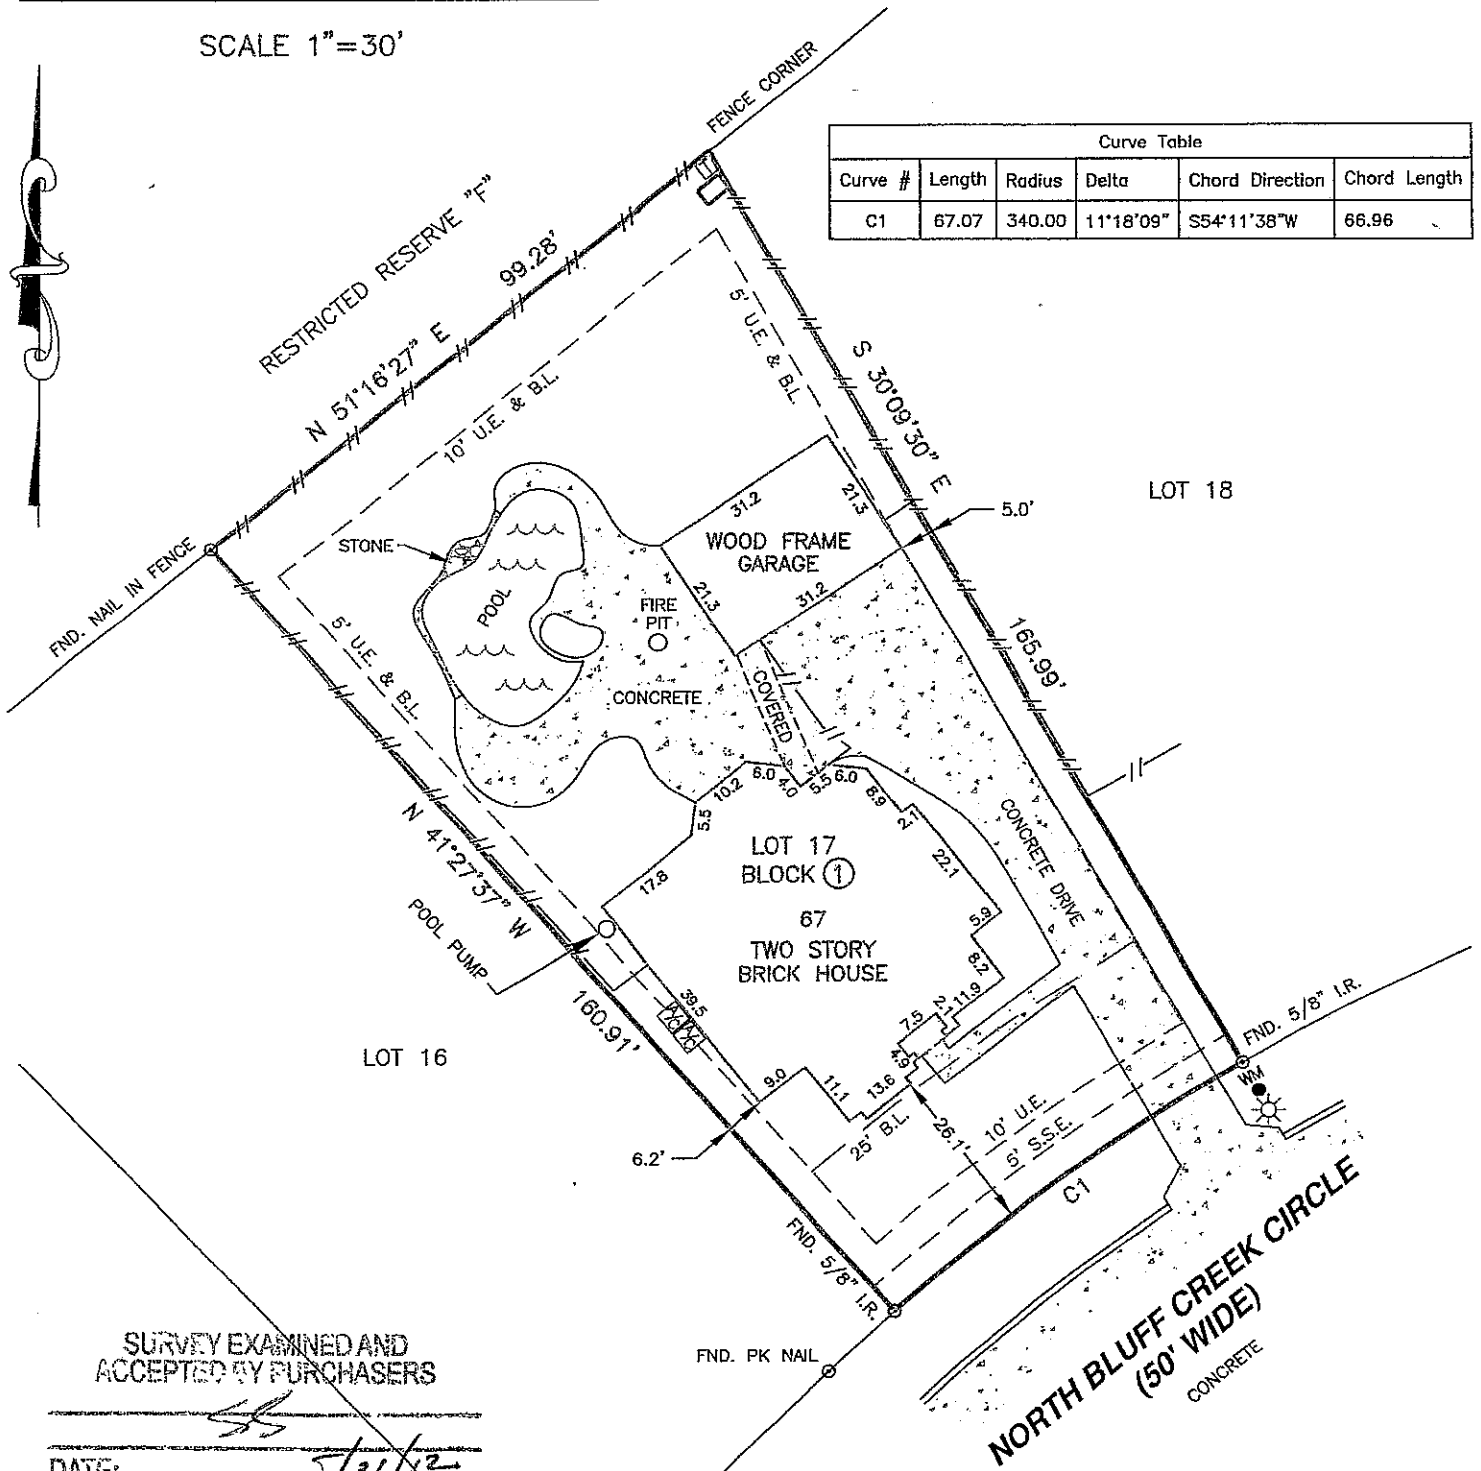 SCALE 1"=30'
FENCE CORNER
Curve Table
Curve # Length Radius Delta Chord Direction Chord Length
C1 67.07 340.00 11°18'09" S54°11'38"W 66.96
RESTRICTED RESERVE "F"
N 51°16'27" E 99.28'
T
10' U.E. & B.L.
5' U.E. & B.L.
S 30°09'30" E 165.99'
LOT 18
5.0'
FND. NAIL IN FENCE
STONE
POOL
31.2
21.3
WOOD FRAME
GARAGE
21.3
31.2
FIRE
PIT
CONCRETE
COVERED
5' U.E. & B.L.
N 41°27'37" W 160.91'
POOL PUMP
5.5
10.2
6.0
4.0
5.5
6.0
8.9
2.1
22.1
5.9
8.2
11.9
2.1
7.5
4.9
13.6
11.1
9.0
39.5
17.8
LOT 17
BLOCK 1
67
TWO STORY
BRICK HOUSE
CONCRETE DRIVE
A/C
A/C
LOT 16
6.2'
25' B.L.
26.1'
10' U.E.
5' S.S.E.
C1
FND. 5/8" I.R.
WM
FND. 5/8" I.R.
FND. PK NAIL
NORTH BLUFF CREEK CIRCLE
(50' WIDE)
CONCRETE
SURVEY EXAMINED AND
ACCEPTED BY PURCHASERS
DATE: